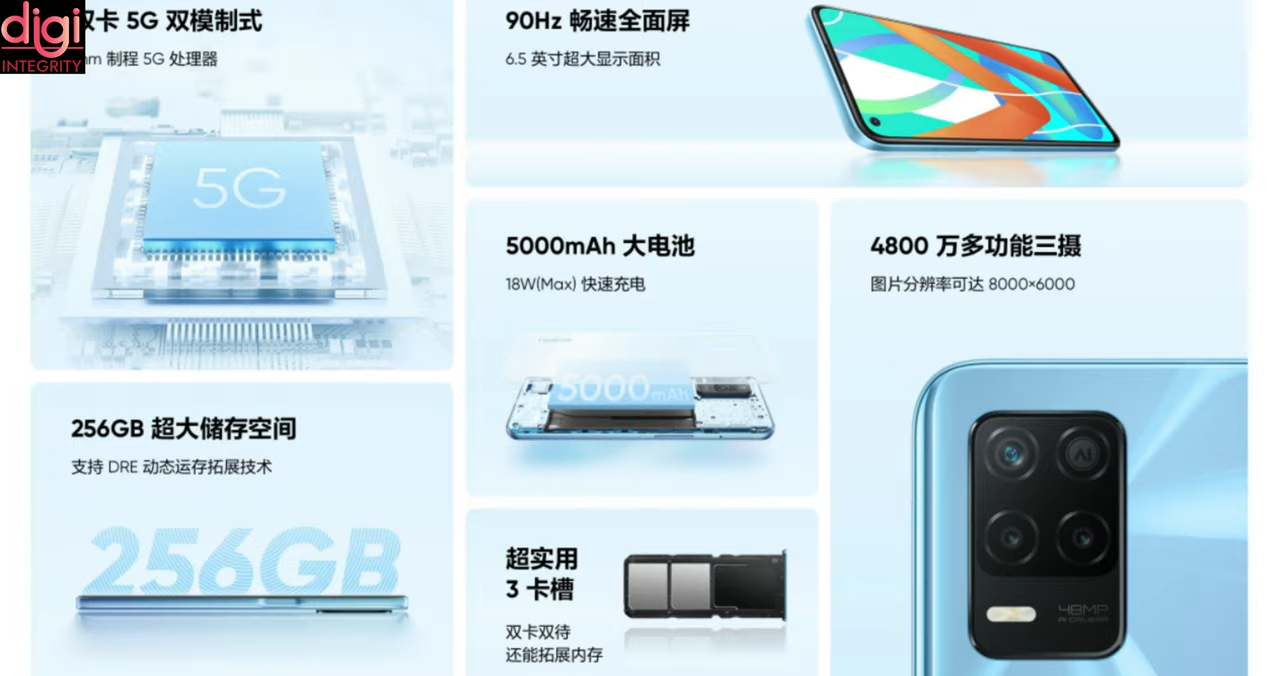 digi
INTEGRITY
卡 5G 双模制式
制程 5G 处理器
5G
90Hz 畅速全面屏
6.5 英寸超大显示面积
5000mAh 大电池
18W(Max) 快速充电
5000mAh
4800 万多功能三摄
图片分辨率可达 8000×6000
AI
48MP
AI CAMERA
256GB 超大储存空间
支持 DRE 动态运存拓展技术
256GB
超实用
3 卡槽
双卡双待
还能拓展内存